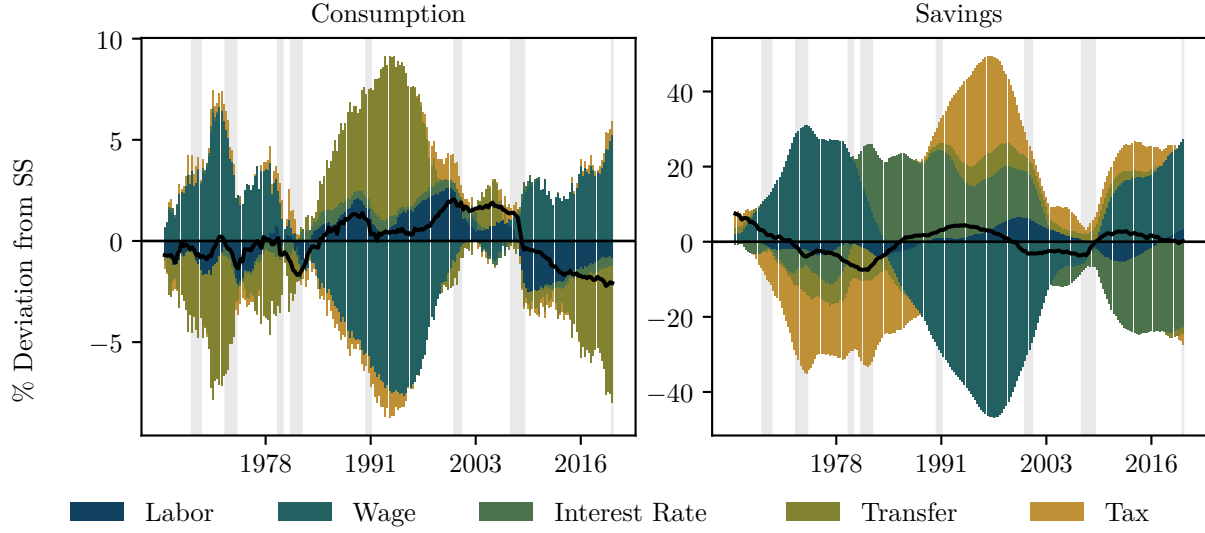 Consumption
Savings
% Deviation from SS
10
5
0
−5
1978
1991
2003
2016
40
20
0
−20
−40
1978
1991
2003
2016
Labor
Wage
Interest Rate
Transfer
Tax